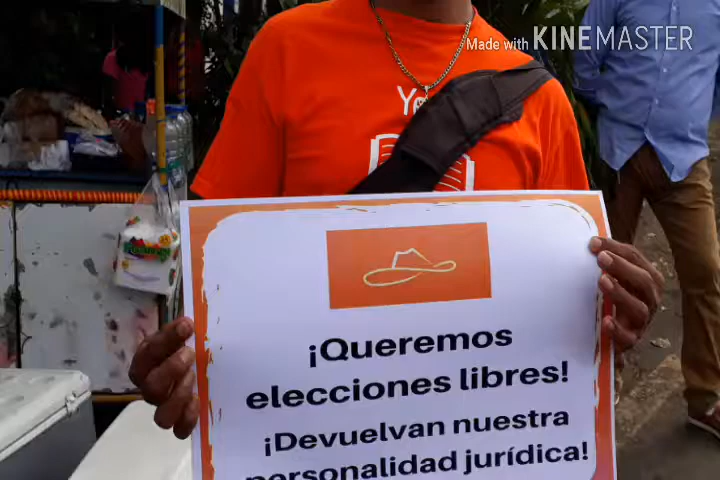 Made with KINEMASTER
¡Queremos
elecciones libres!
¡Devuelvan nuestra
personalidad jurídica!